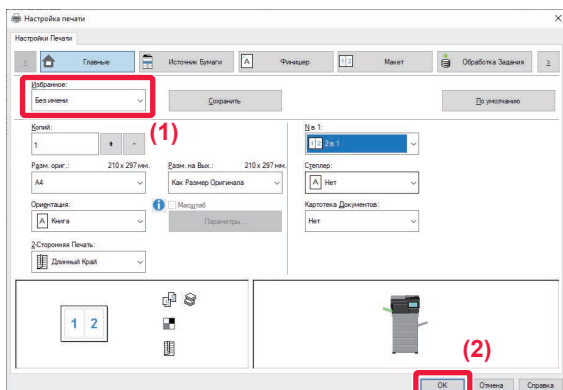 Настройка печати
Настройки Печати
Главные Источник Бумаги Финишер Макет Обработка Задания
Избранное:
Без имени Сохранить По умолчанию
(1)
Копий: N в 1:
1 + - 2 в 1
Разм. ориг.: 210 x 297 мм. Разм. на Вых.: 210 x 297 мм. Степлер:
A4 Как Размер Оригинала Нет
Ориентация: Масштаб Картотека Документов:
Книга Параметры... Нет
2-Сторонняя Печать:
Длинный Край
1 2
(2)
OK Отмена Справка